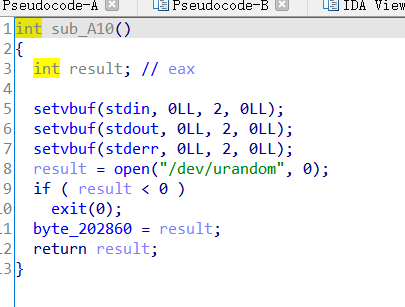 Pseudocode-A Pseudocode-B IDA View
1 int sub_A10()
2 {
3 int result; // eax
4
5 setvbuf(stdin, 0LL, 2, 0LL);
6 setvbuf(stdout, 0LL, 2, 0LL);
7 setvbuf(stderr, 0LL, 2, 0LL);
8 result = open("/dev/urandom", 0);
9 if ( result < 0 )
10 exit(0);
11 byte_202860 = result;
12 return result;
13 }